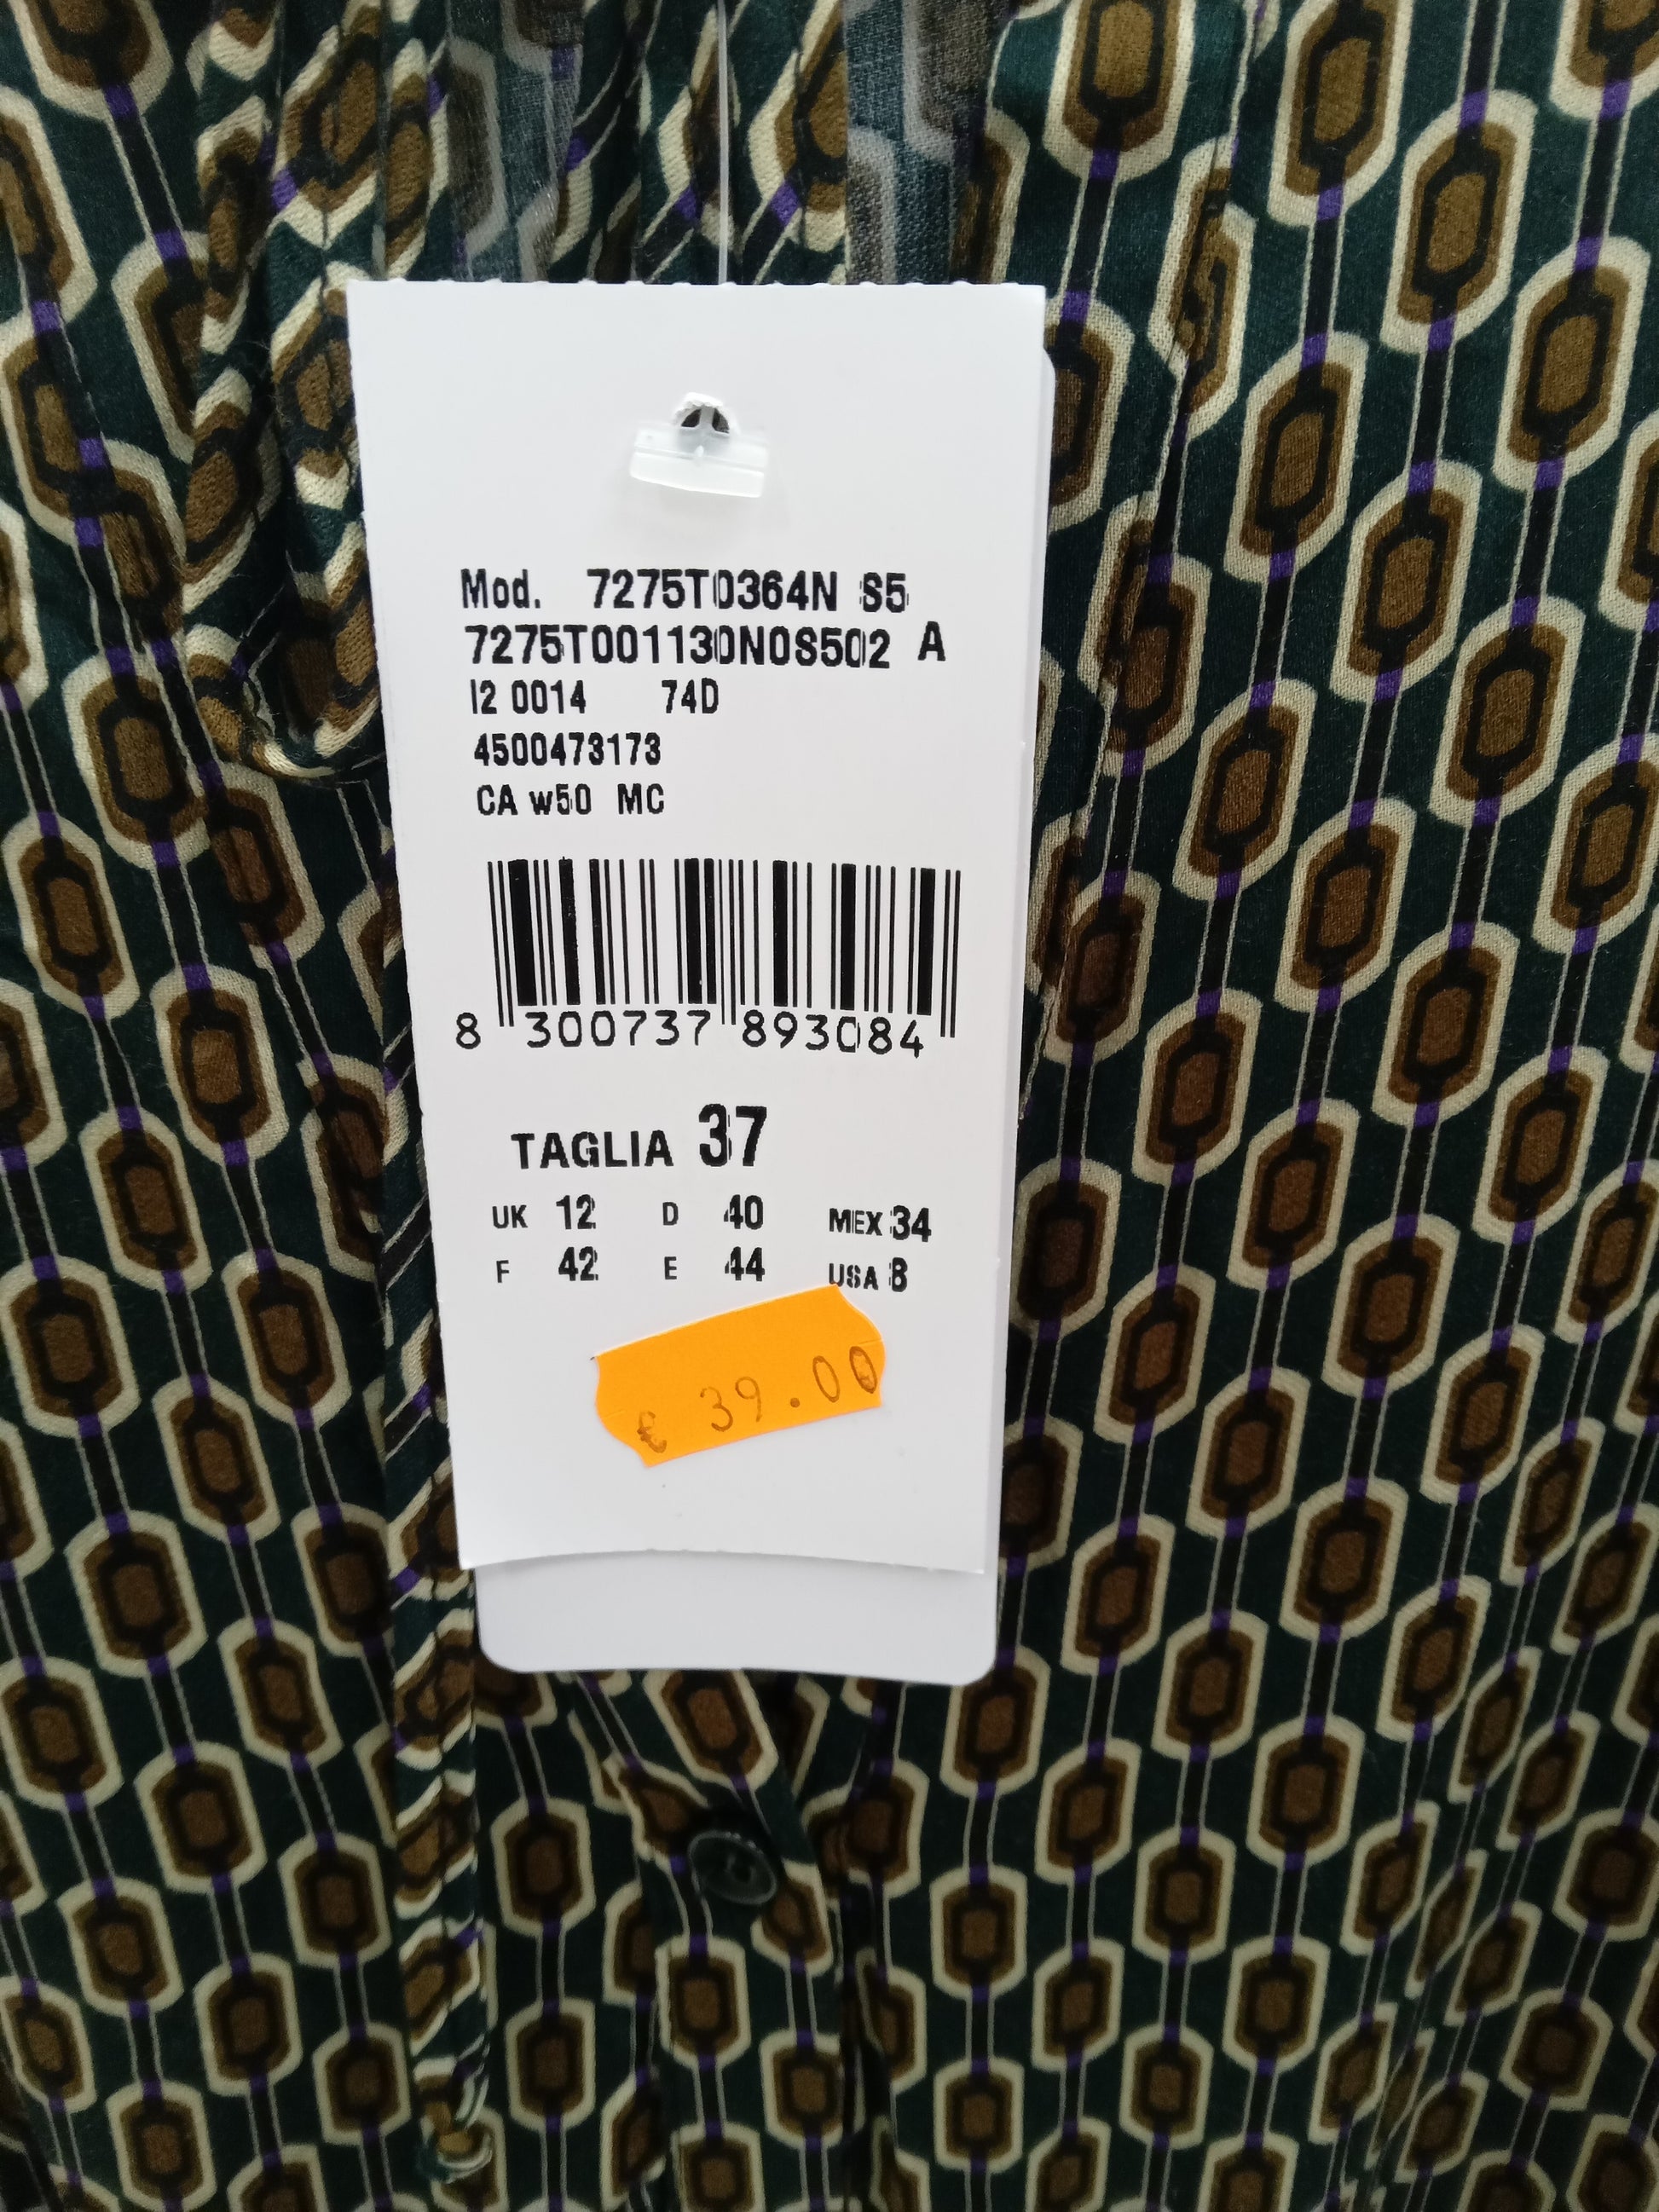 Mod. 7275T0364N S5
7275T001130N0S502 A
I2 0014 74D
4500473173
CA w50 MC
8 300737 893084
TAGLIA 37
UK 12 D 40 MEX 34
F 42 E 44 USA 8
€ 39.00